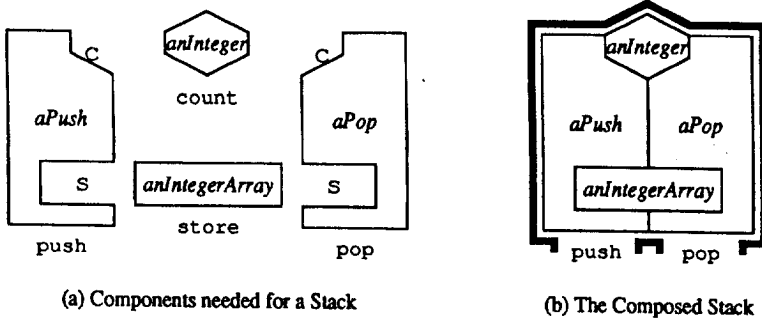 C
anInteger
C
count
aPush
aPop
S
anIntegerArray
S
store
push
pop
(a) Components needed for a Stack
anInteger
aPush
aPop
anIntegerArray
push
pop
(b) The Composed Stack